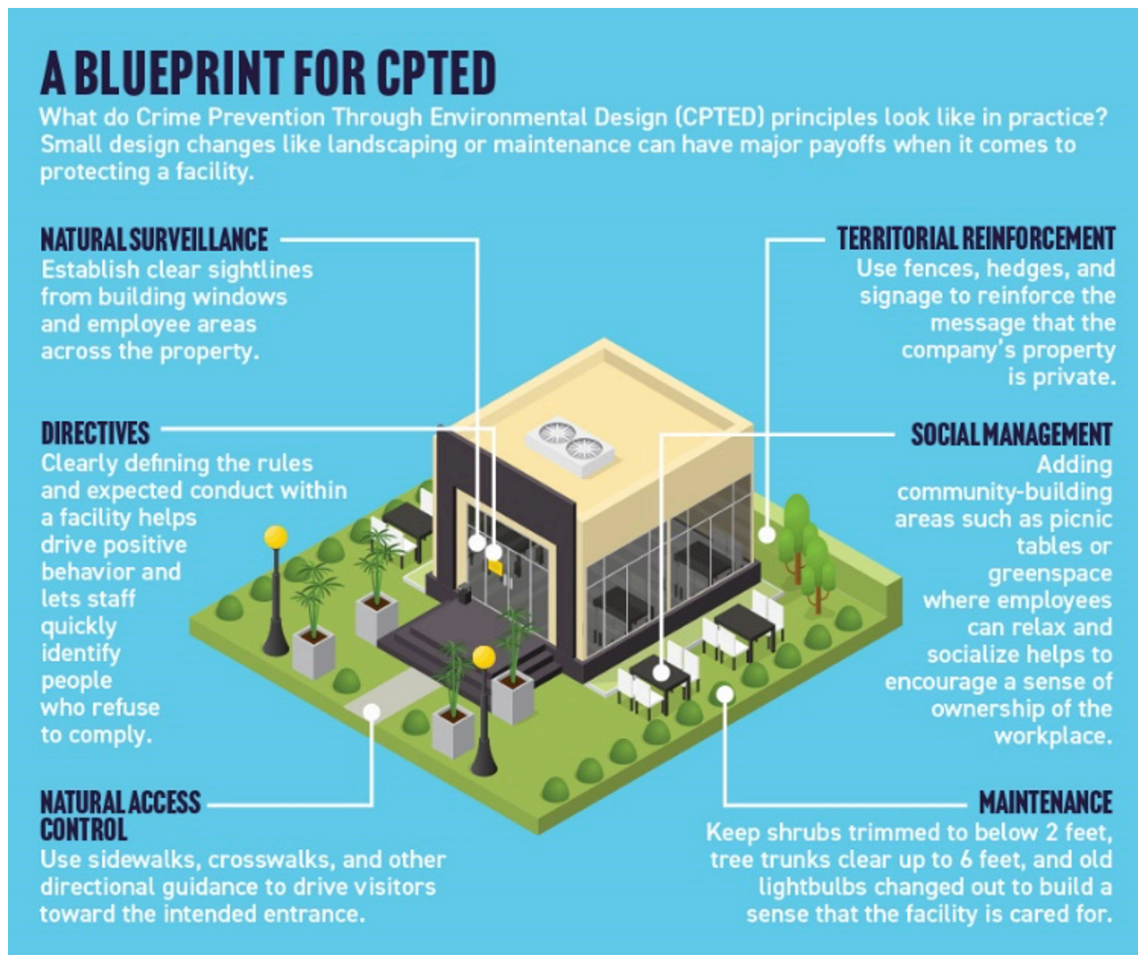 A BLUEPRINT FOR CPTED
What do Crime Prevention Through Environmental Design (CPTED) principles look like in practice?
Small design changes like landscaping or maintenance can have major payoffs when it comes to
protecting a facility.
NATURAL SURVEILLANCE
Establish clear sightlines
from building windows
and employee areas
across the property.
TERRITORIAL REINFORCEMENT
Use fences, hedges, and
signage to reinforce the
message that the
company's property
is private.
DIRECTIVES
Clearly defining the rules
and expected conduct within
a facility helps
drive positive
behavior and
lets staff
quickly
identify
people
who refuse
to comply.
SOCIAL MANAGEMENT
Adding
community-building
areas such as picnic
tables or
greenspace
where employees
can relax and
socialize helps to
encourage a sense of
ownership of the
workplace.
NATURAL ACCESS
CONTROL
Use sidewalks, crosswalks, and other
directional guidance to drive visitors
toward the intended entrance.
MAINTENANCE
Keep shrubs trimmed to below 2 feet,
tree trunks clear up to 6 feet, and old
lightbulbs changed out to build a
sense that the facility is cared for.